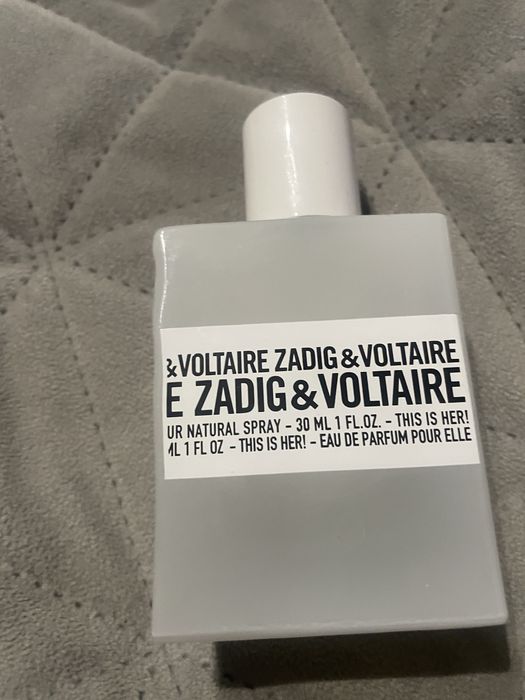 &VOLTAIRE ZADIG&VOLTAIRE
E ZADIG&VOLTAIRE
UR NATURAL SPRAY - 30 ML 1 FL.OZ. - THIS IS HER!
ML 1 FL OZ - THIS IS HER! - EAU DE PARFUM POUR ELLE